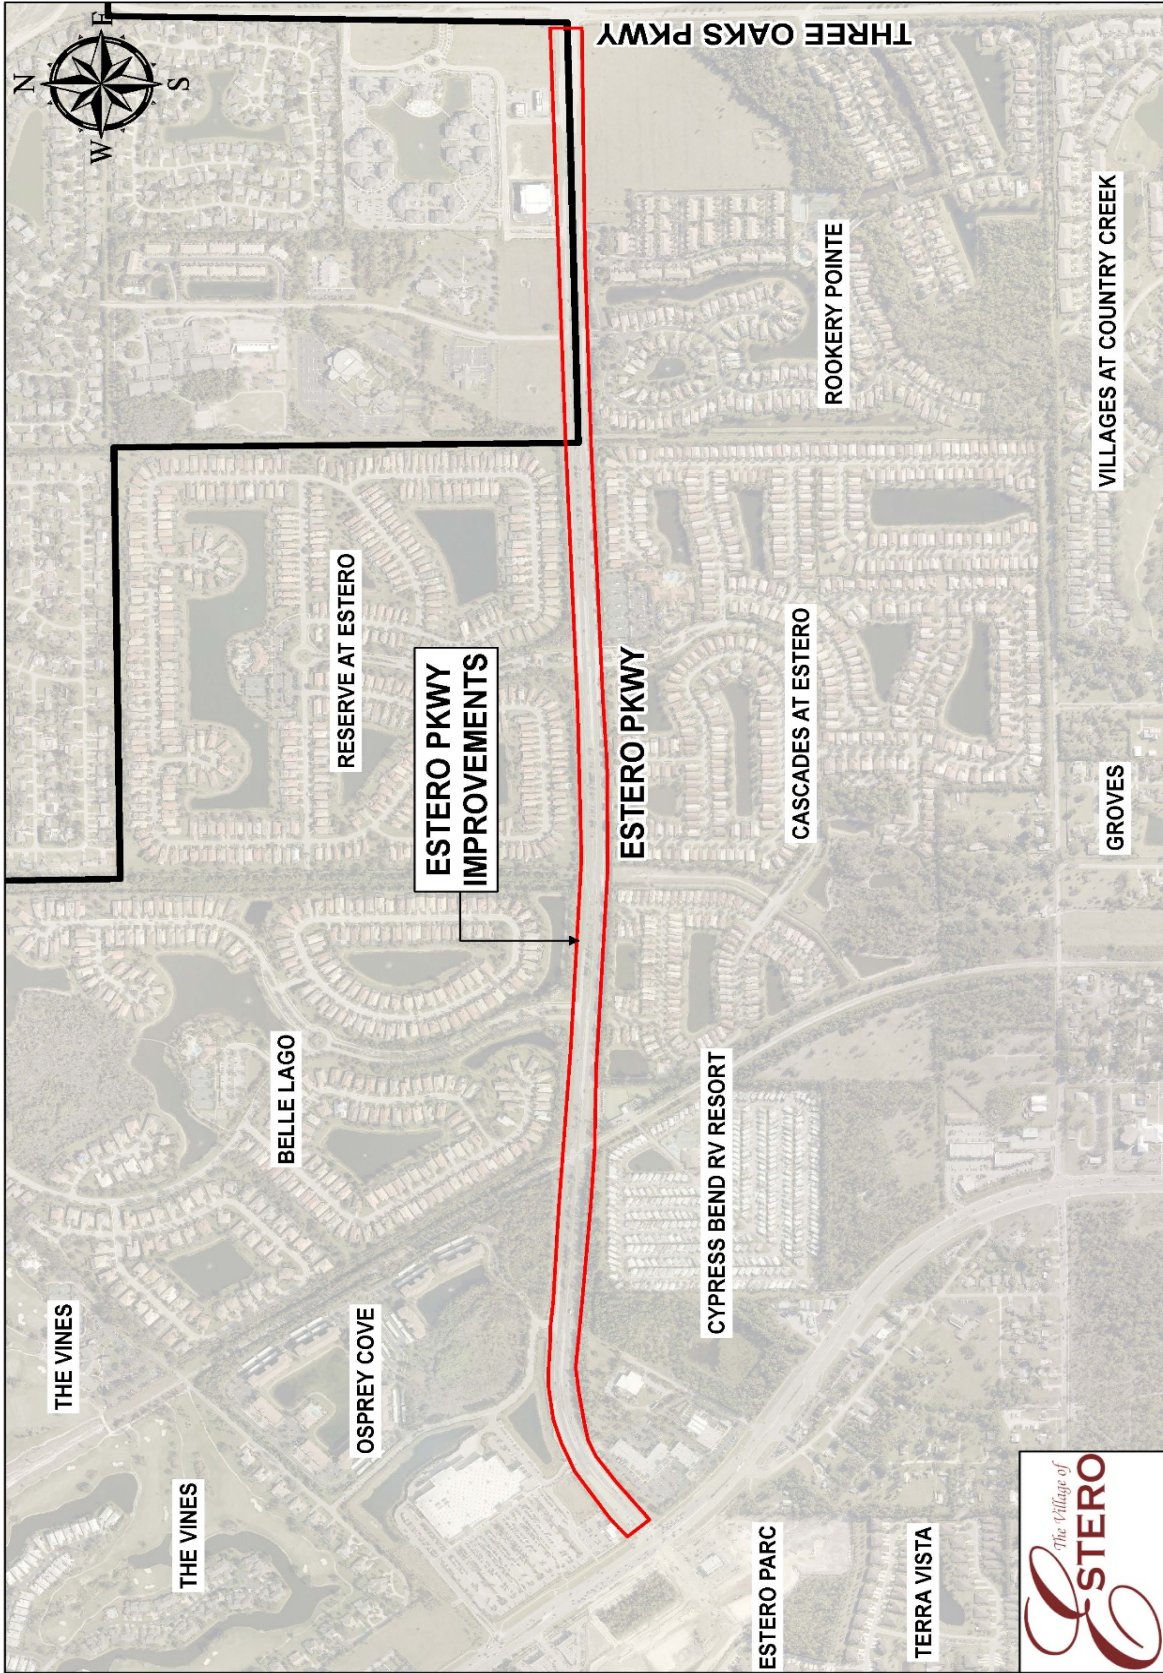 N
E
S
W
THREE OAKS PKWY
THE VINES
THE VINES
BELLE LAGO
OSPREY COVE
RESERVE AT ESTERO
ESTERO PKWY
IMPROVEMENTS
ESTERO PKWY
ROOKERY POINTE
CASCADES AT ESTERO
CYPRESS BEND RV RESORT
ESTERO PARC
TERRA VISTA
GROVES
VILLAGES AT COUNTRY CREEK
The Village of
ESTERO